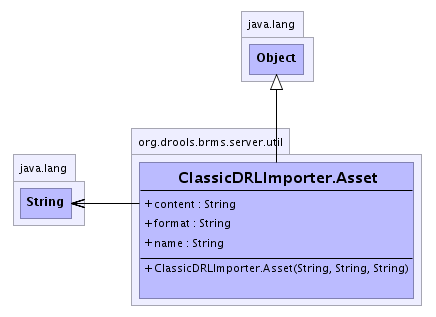 java.lang
Object
org.drools.brms.server.util
java.lang
String
ClassicDRLImporter.Asset
+ content : String
+ format : String
+ name : String
+ ClassicDRLImporter.Asset(String, String, String)